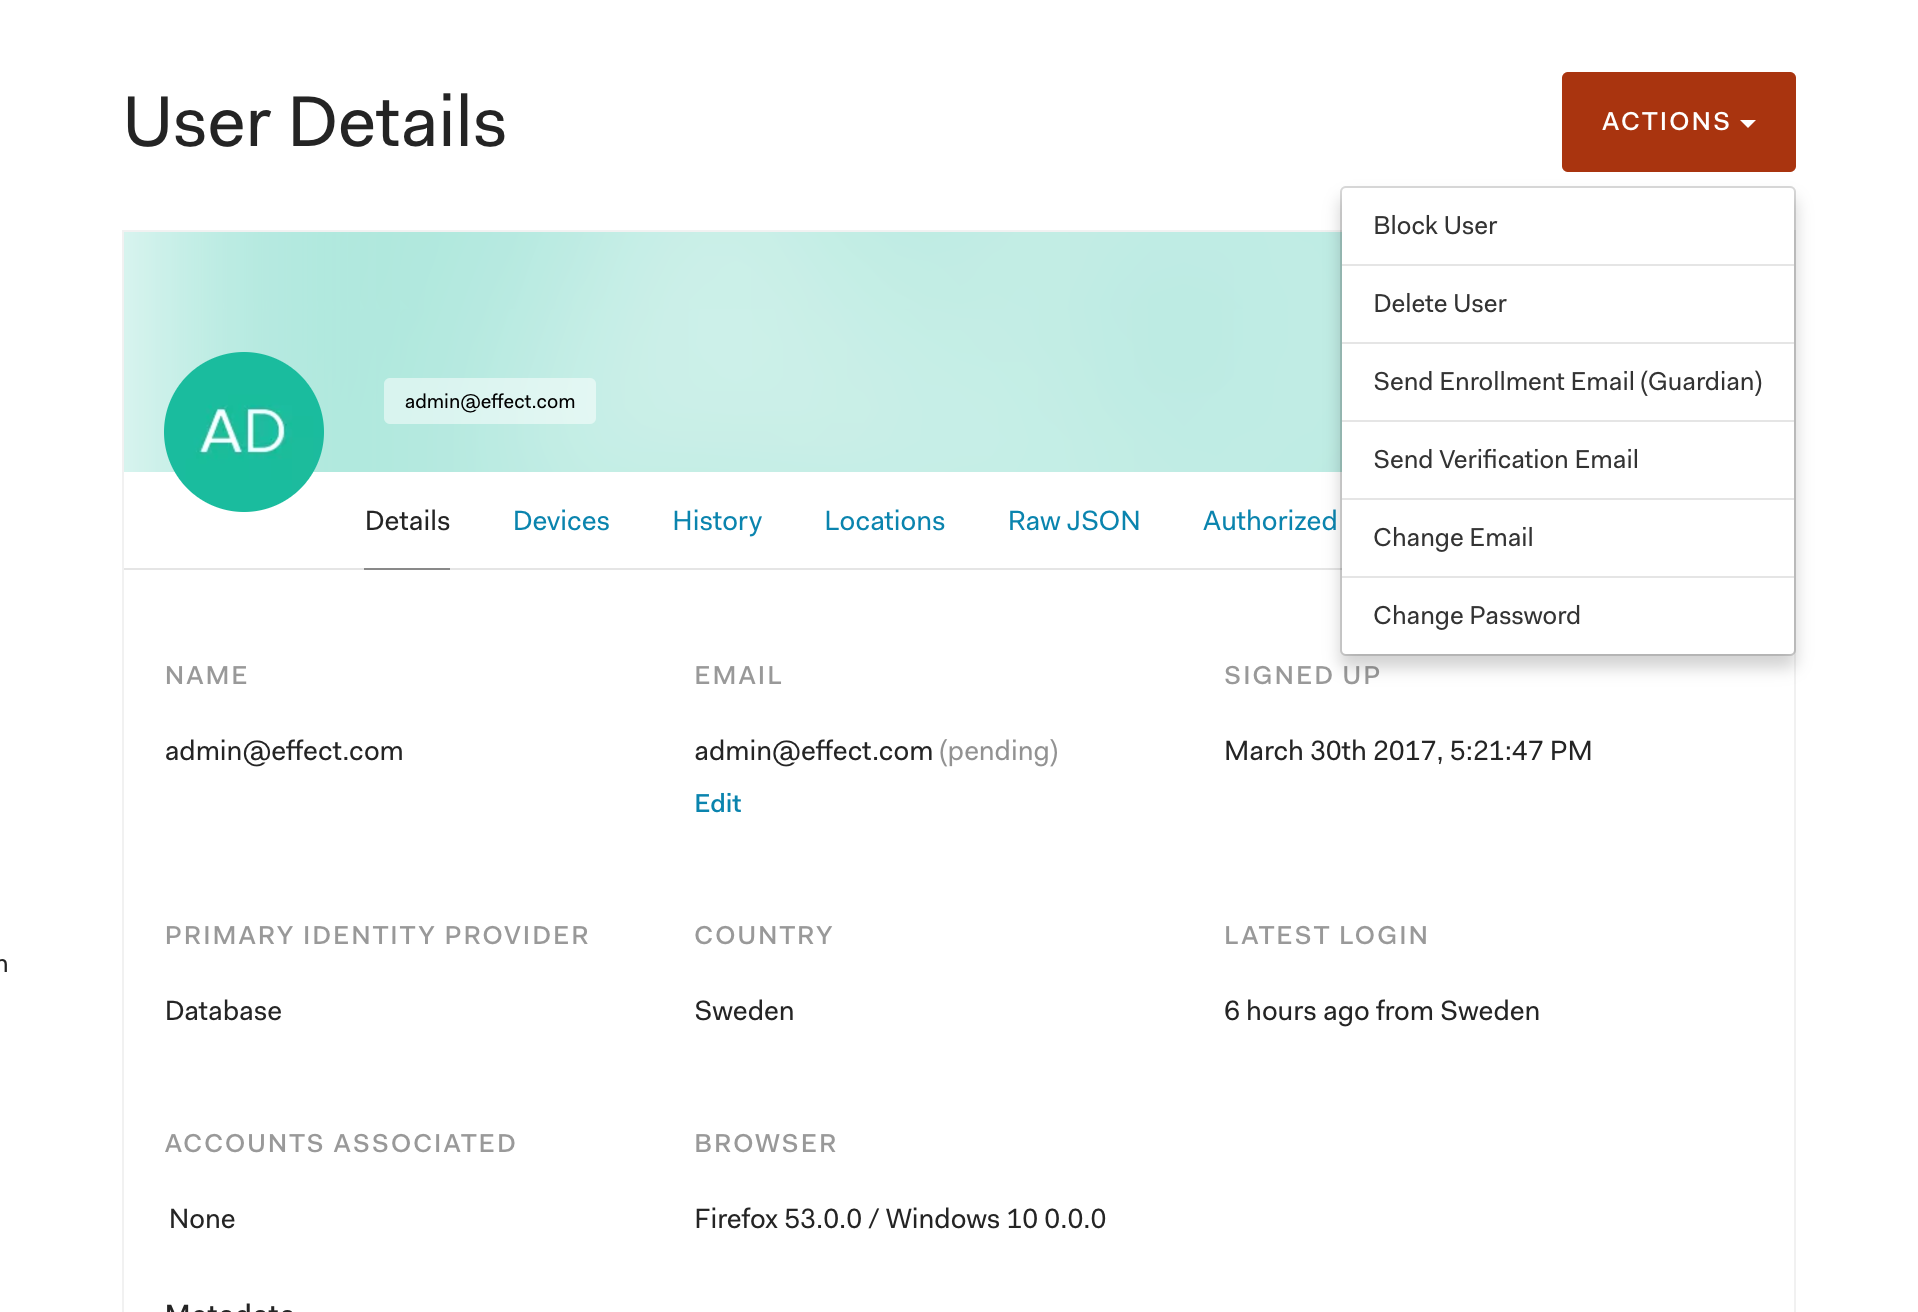 User Details
ACTIONS
Block User
Delete User
Send Enrollment Email (Guardian)
Send Verification Email
Change Email
Change Password
AD
admin@effect.com
Details Devices History Locations Raw JSON Authorized
NAME EMAIL SIGNED UP
admin@effect.com admin@effect.com (pending) March 30th 2017, 5:21:47 PM
Edit
PRIMARY IDENTITY PROVIDER COUNTRY LATEST LOGIN
Database Sweden 6 hours ago from Sweden
ACCOUNTS ASSOCIATED BROWSER
None Firefox 53.0.0 / Windows 10 0.0.0